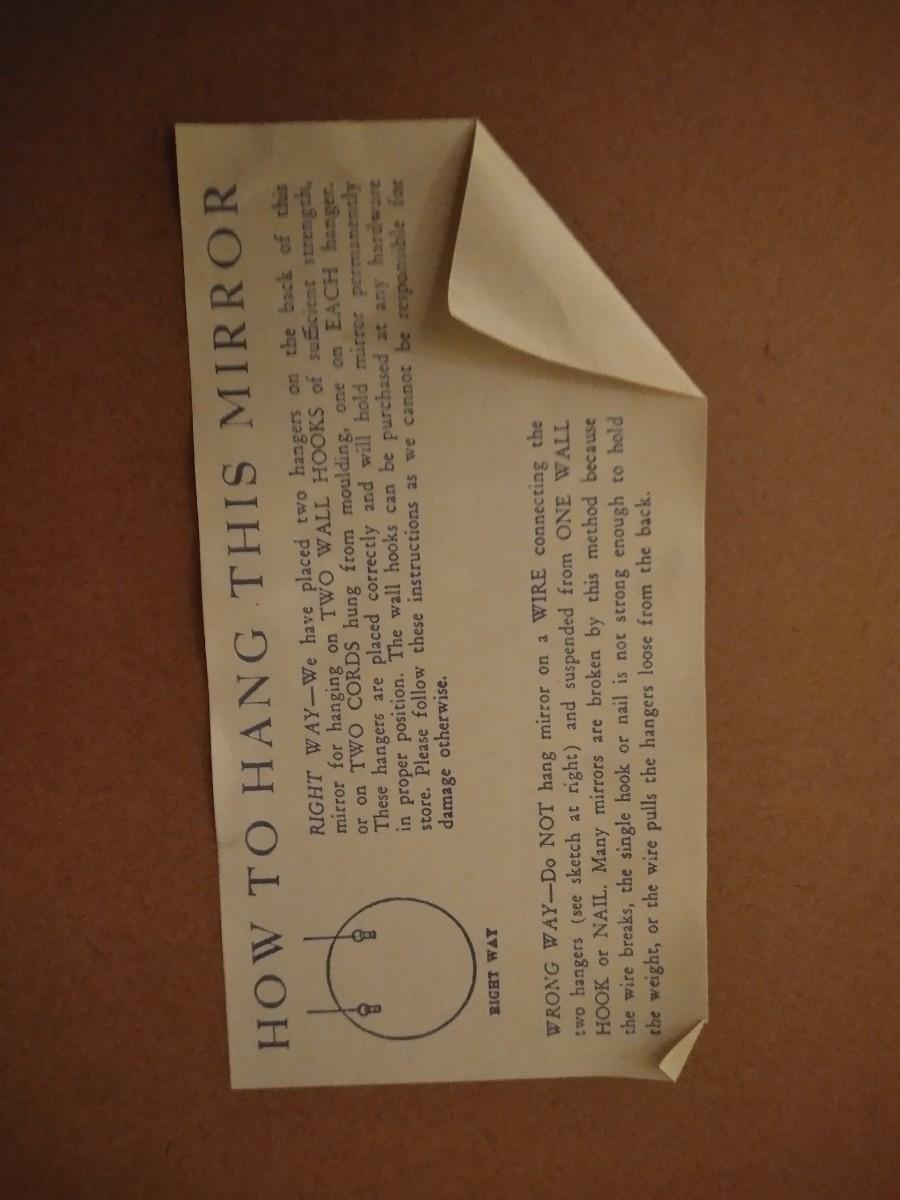 HOW TO HANG THIS MIRROR
RIGHT WAY—We have placed two hangers on the back of this
mirror for hanging on TWO WALL HOOKS of sufficient strength,
or on TWO CORDS hung from moulding, one on EACH hanger.
These hangers are placed correctly and will hold mirror permanently
in proper position. The wall hooks can be purchased at any hardware
store. Please follow these instructions as we cannot be responsible for
damage otherwise.
RIGHT WAY
WRONG WAY—Do NOT hang mirror on a WIRE connecting the
two hangers (see sketch at right) and suspended from ONE WALL
HOOK or NAIL. Many mirrors are broken by this method because
the wire breaks, the single hook or nail is not strong enough to hold
the weight, or the wire pulls the hangers loose from the back.